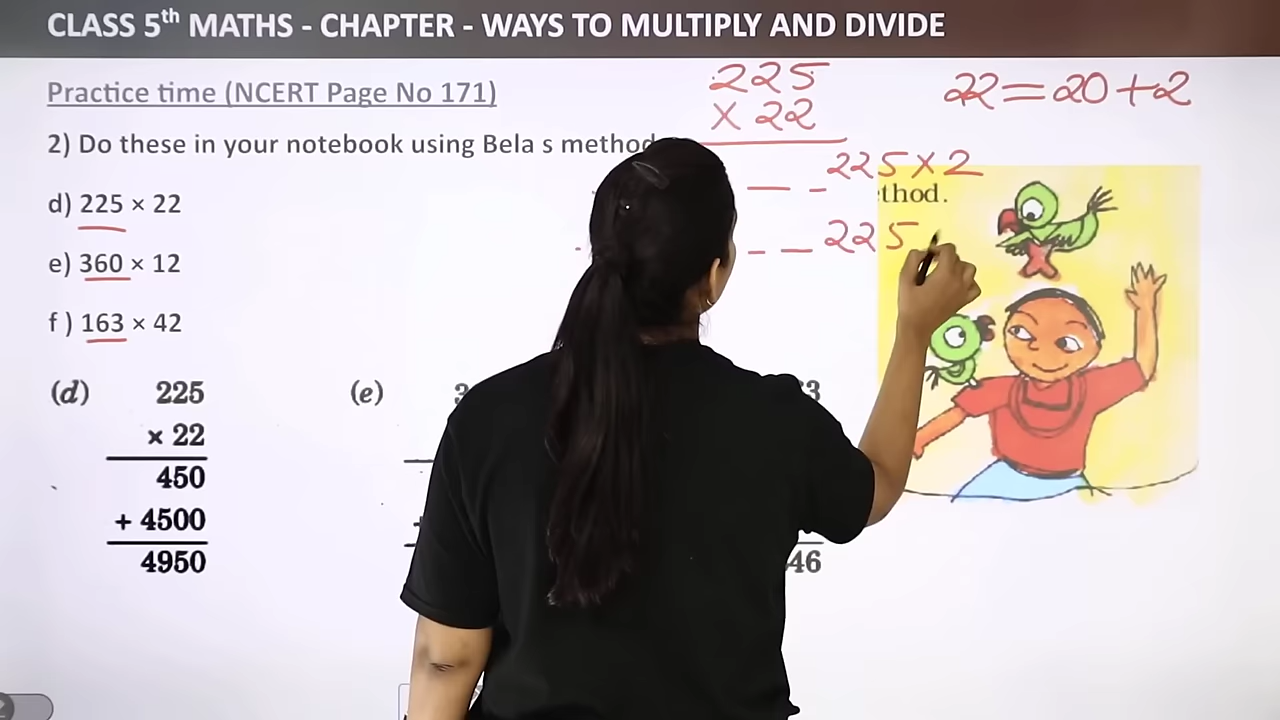 CLASS 5th MATHS - CHAPTER - WAYS TO MULTIPLY AND DIVIDE
Practice time (NCERT Page No 171)
2) Do these in your notebook using Bela s method
d) 225 × 22
e) 360 × 12
f ) 163 × 42
225
× 22
22 = 20 + 2
225 × 2
225
thod.
(d) 225
× 22
450
+ 4500
4950
(e) 3
3
46